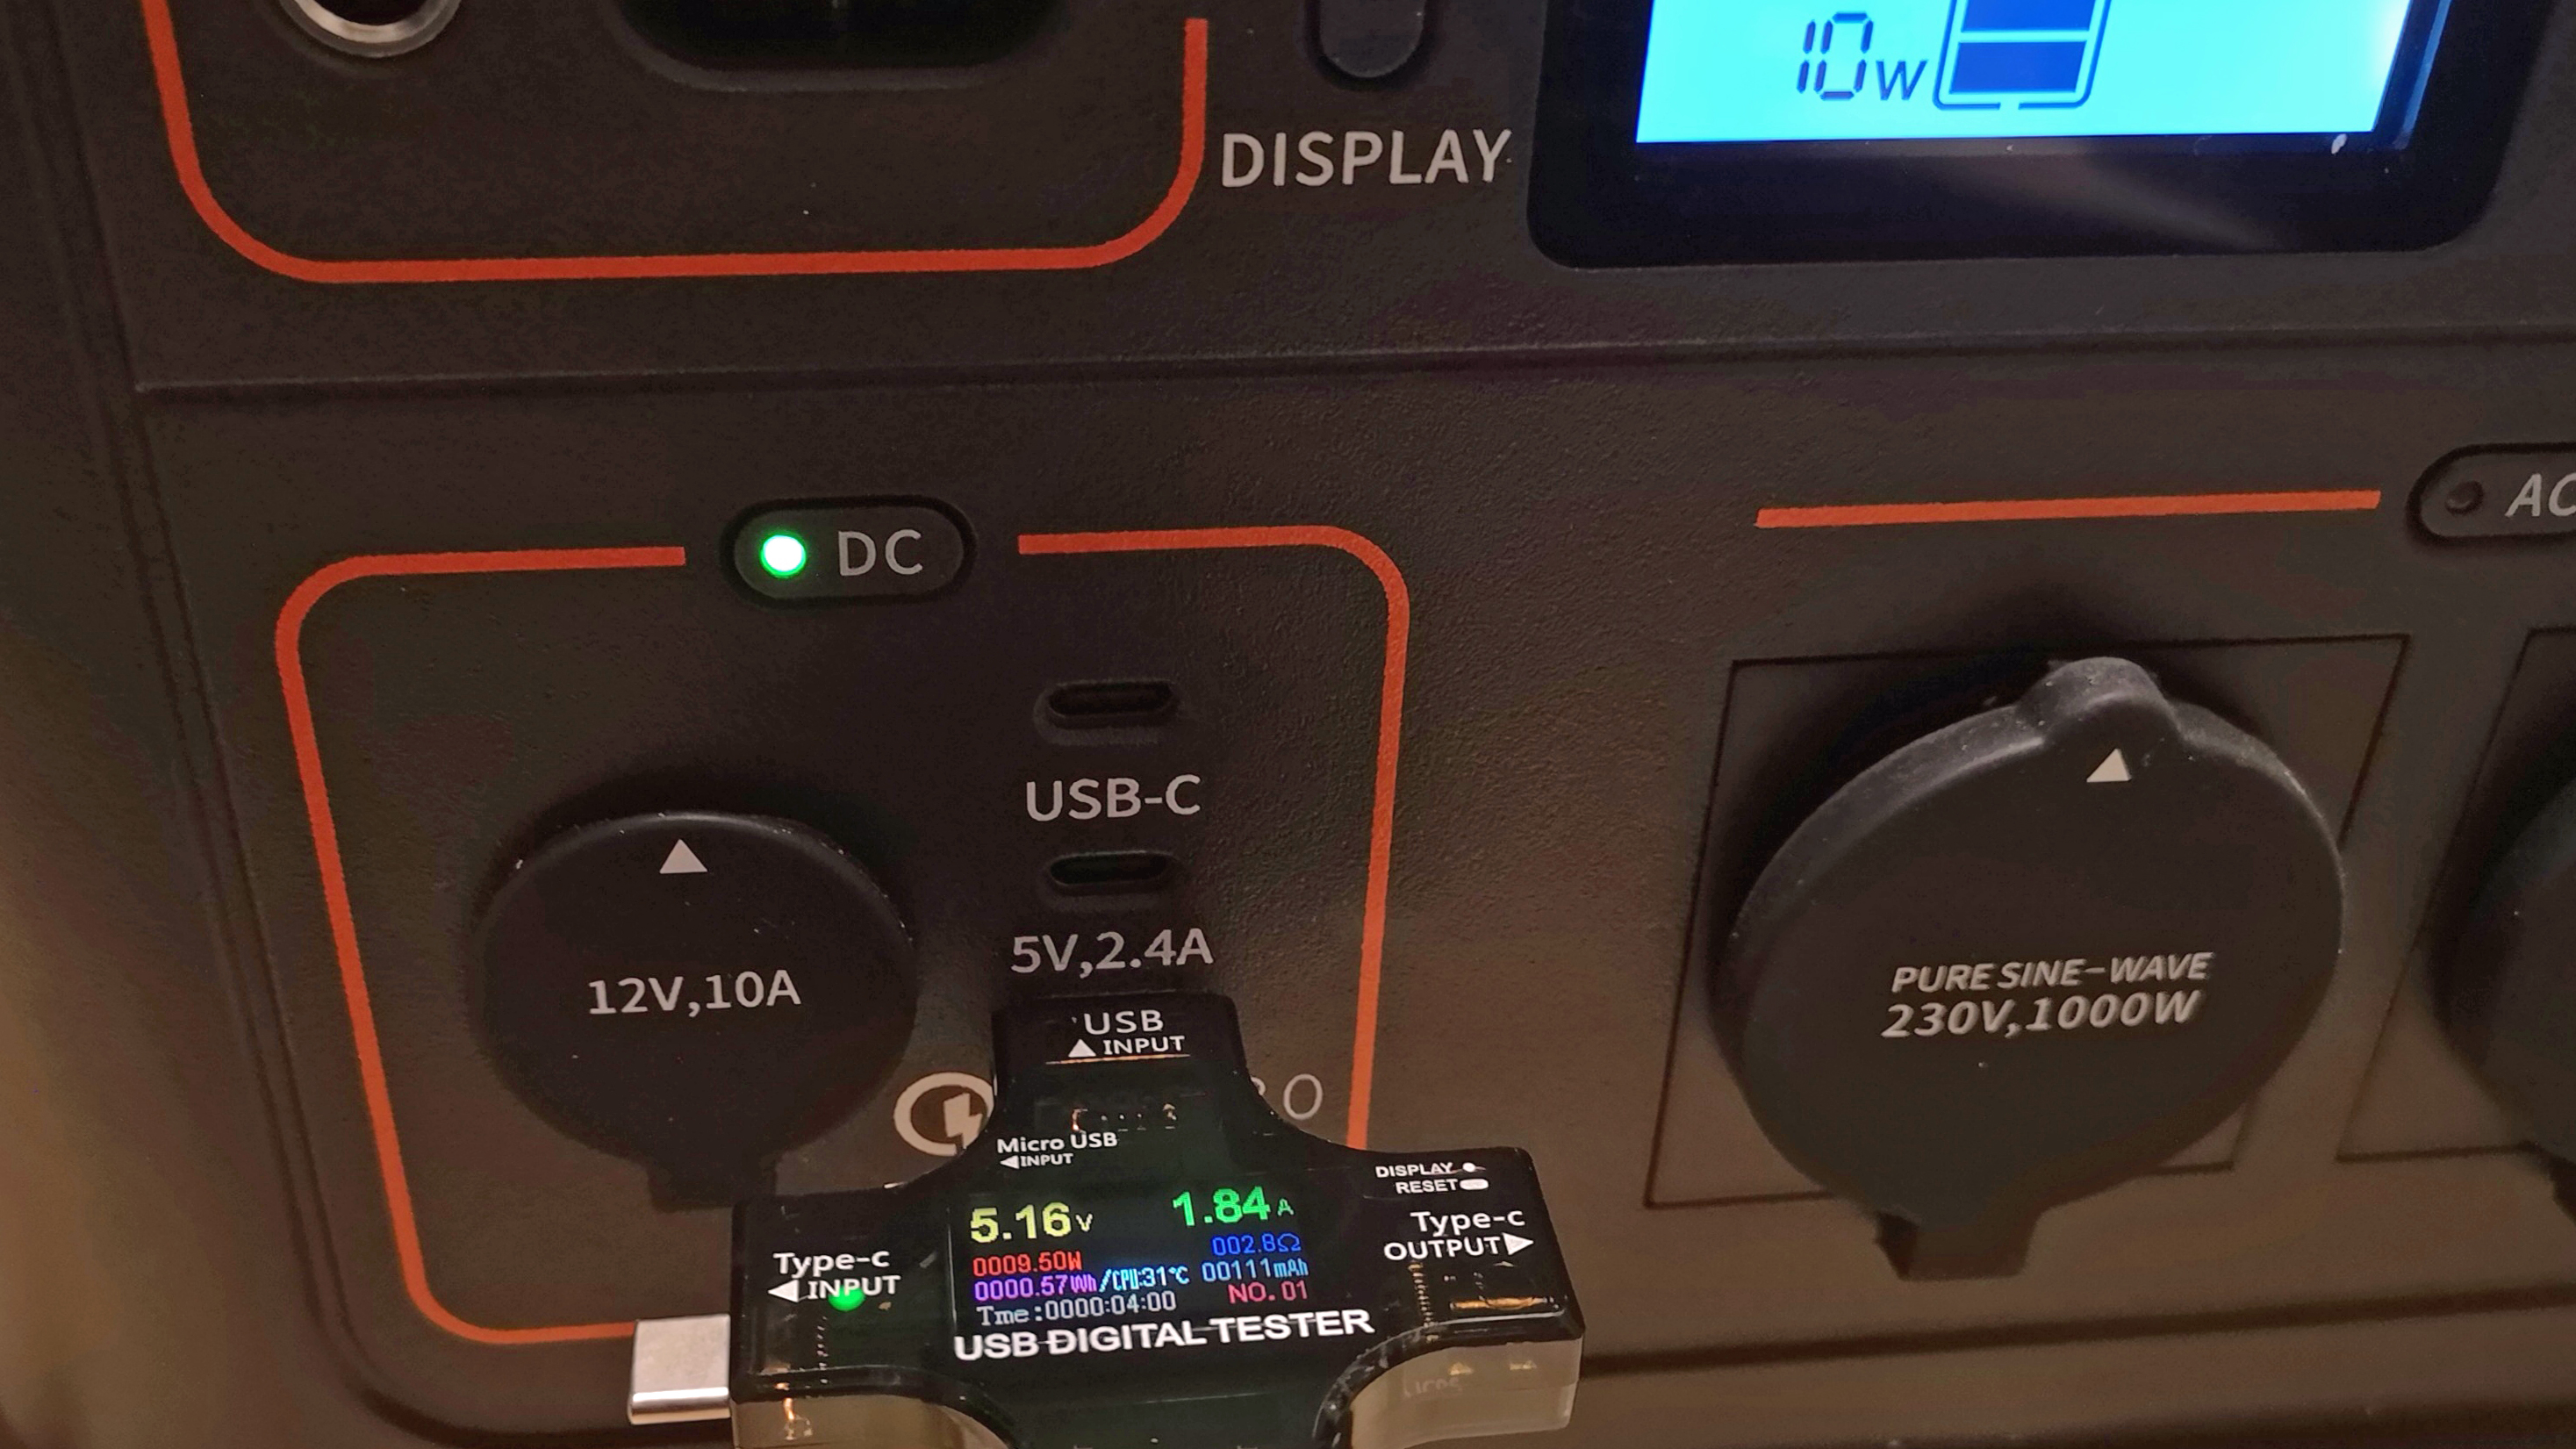 10W
DISPLAY
DC
AC
USB-C
5V,2.4A
12V,10A
PURE SINE-WAVE
230V,1000W
USB
INPUT
Micro USB
INPUT
DISPLAY
RESET
5.16V 1.84A
0009.50W 002.8Ω
0000.57Wh/CPU:31℃ 00111mAh
Tme:0000:04:00 NO.01
Type-c
INPUT
Type-c
OUTPUT
USB DIGITAL TESTER